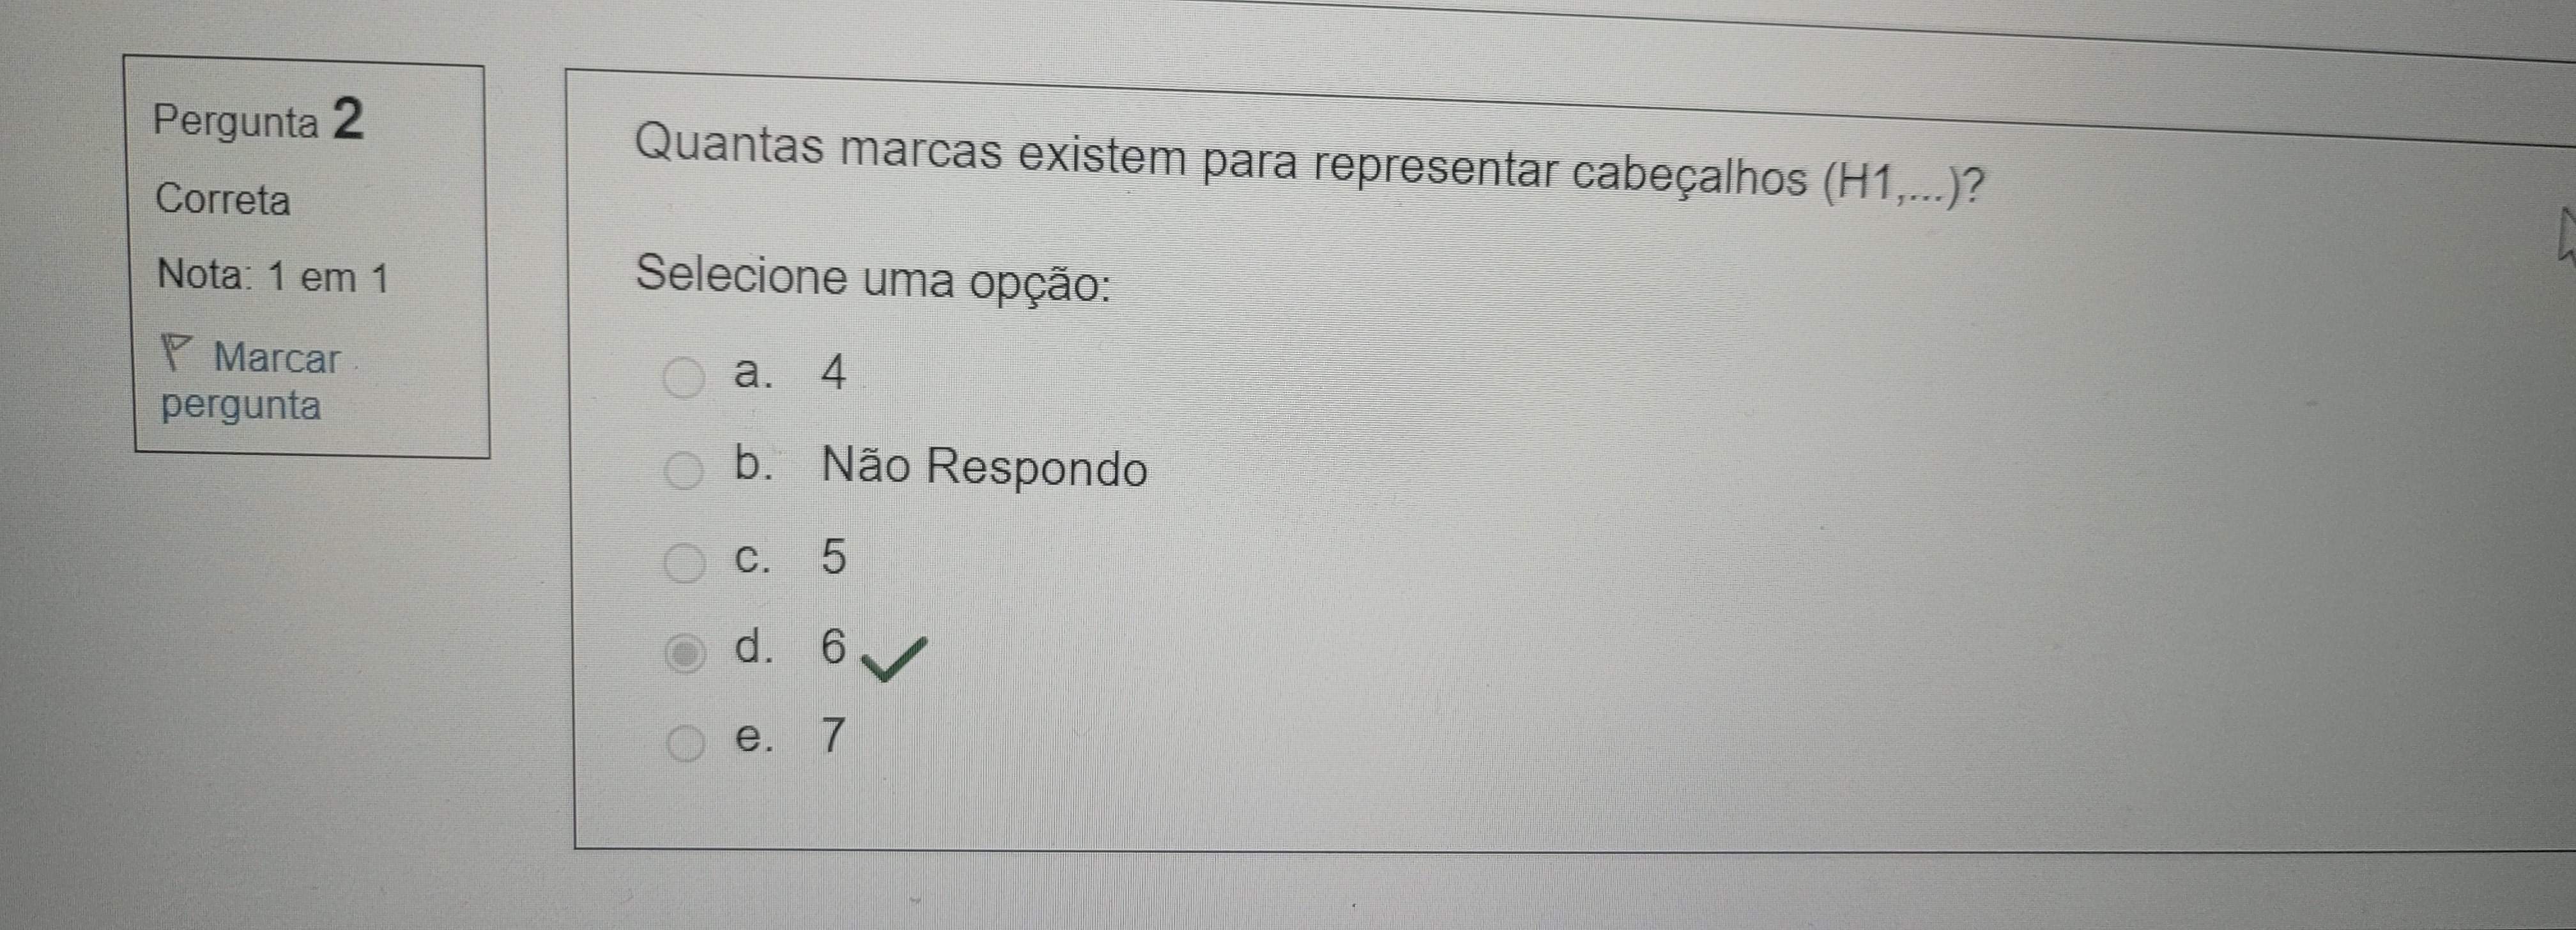 Pergunta 2
Correta
Nota: 1 em 1
Marcar
pergunta
Quantas marcas existem para representar cabeçalhos (H1,...)?
Selecione uma opção:
a. 4
b. Não Respondo
c. 5
d. 6
e. 7